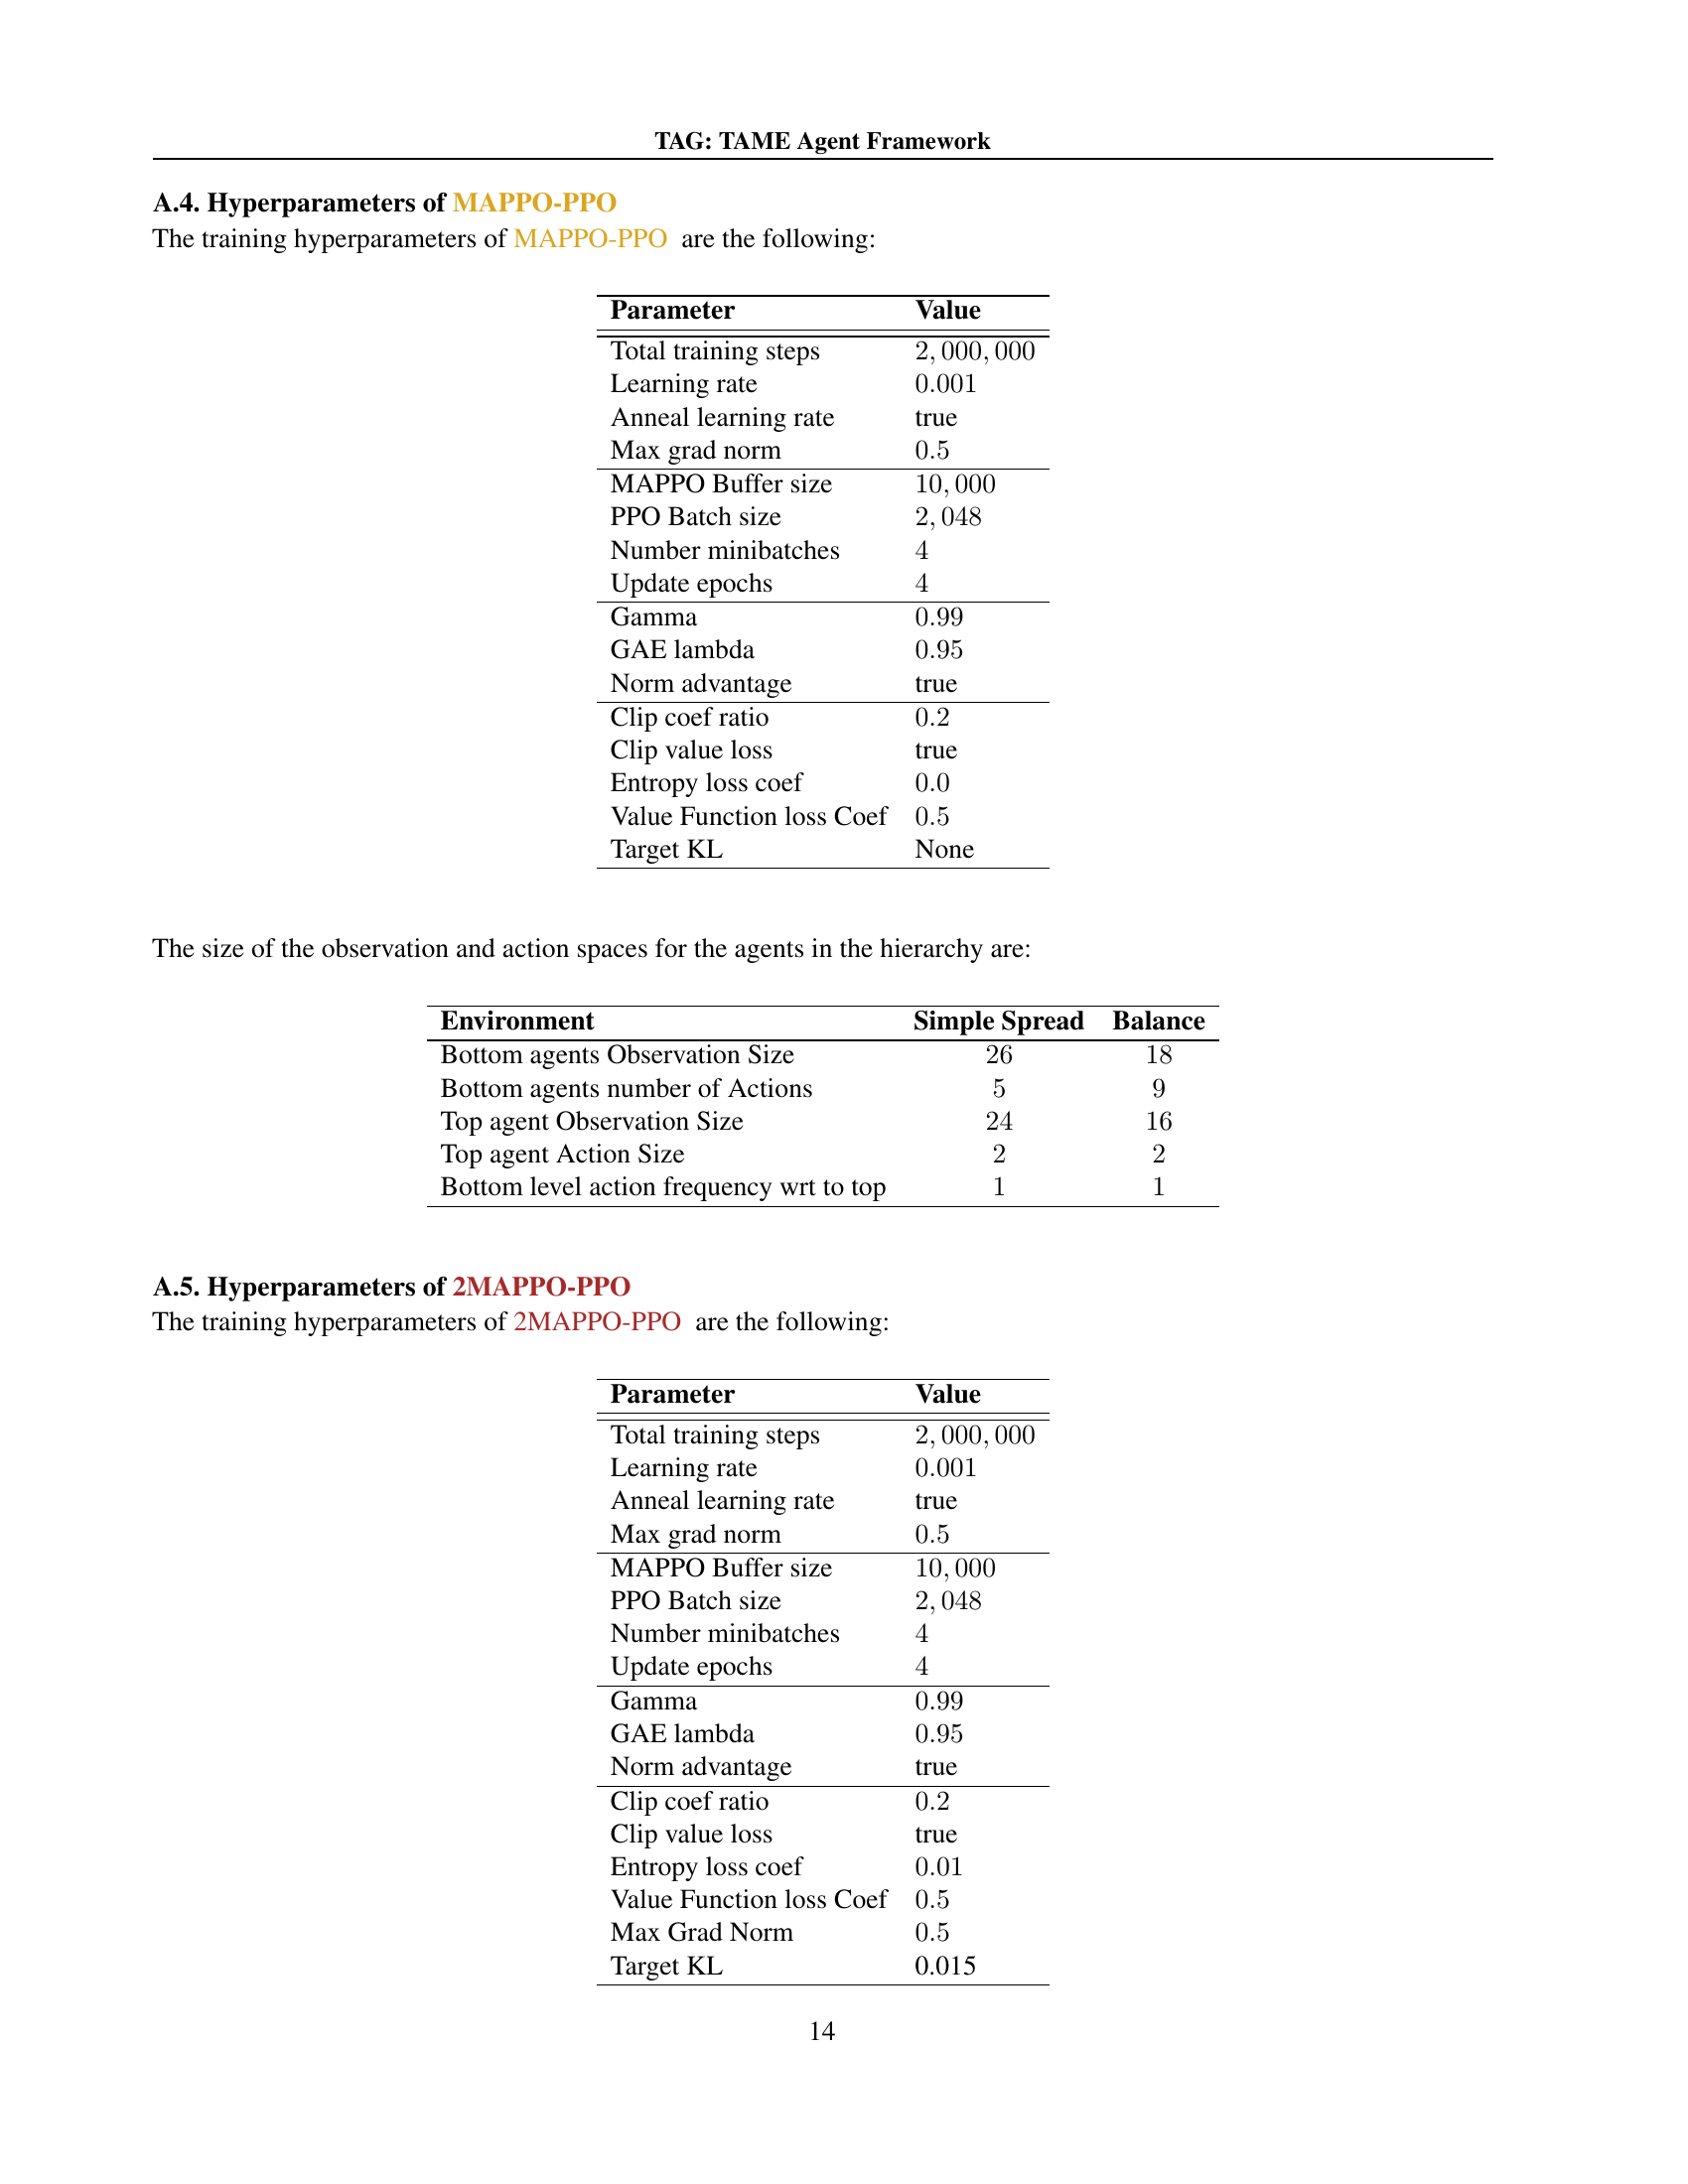 TAG: TAME Agent Framework
A.4. Hyperparameters of MAPPO-PPO
The training hyperparameters of MAPPO-PPO are the following:
Parameter Value
Total training steps 2, 000, 000
Learning rate 0.001
Anneal learning rate true
Max grad norm 0.5
MAPPO Buffer size 10, 000
PPO Batch size 2, 048
Number minibatches 4
Update epochs 4
Gamma 0.99
GAE lambda 0.95
Norm advantage true
Clip coef ratio 0.2
Clip value loss true
Entropy loss coef 0.0
Value Function loss Coef 0.5
Target KL None
The size of the observation and action spaces for the agents in the hierarchy are:
Environment Simple Spread Balance
Bottom agents Observation Size 26 18
Bottom agents number of Actions 5 9
Top agent Observation Size 24 16
Top agent Action Size 2 2
Bottom level action frequency wrt to top 1 1
A.5. Hyperparameters of 2MAPPO-PPO
The training hyperparameters of 2MAPPO-PPO are the following:
Parameter Value
Total training steps 2, 000, 000
Learning rate 0.001
Anneal learning rate true
Max grad norm 0.5
MAPPO Buffer size 10, 000
PPO Batch size 2, 048
Number minibatches 4
Update epochs 4
Gamma 0.99
GAE lambda 0.95
Norm advantage true
Clip coef ratio 0.2
Clip value loss true
Entropy loss coef 0.01
Value Function loss Coef 0.5
Max Grad Norm 0.5
Target KL 0.015
14